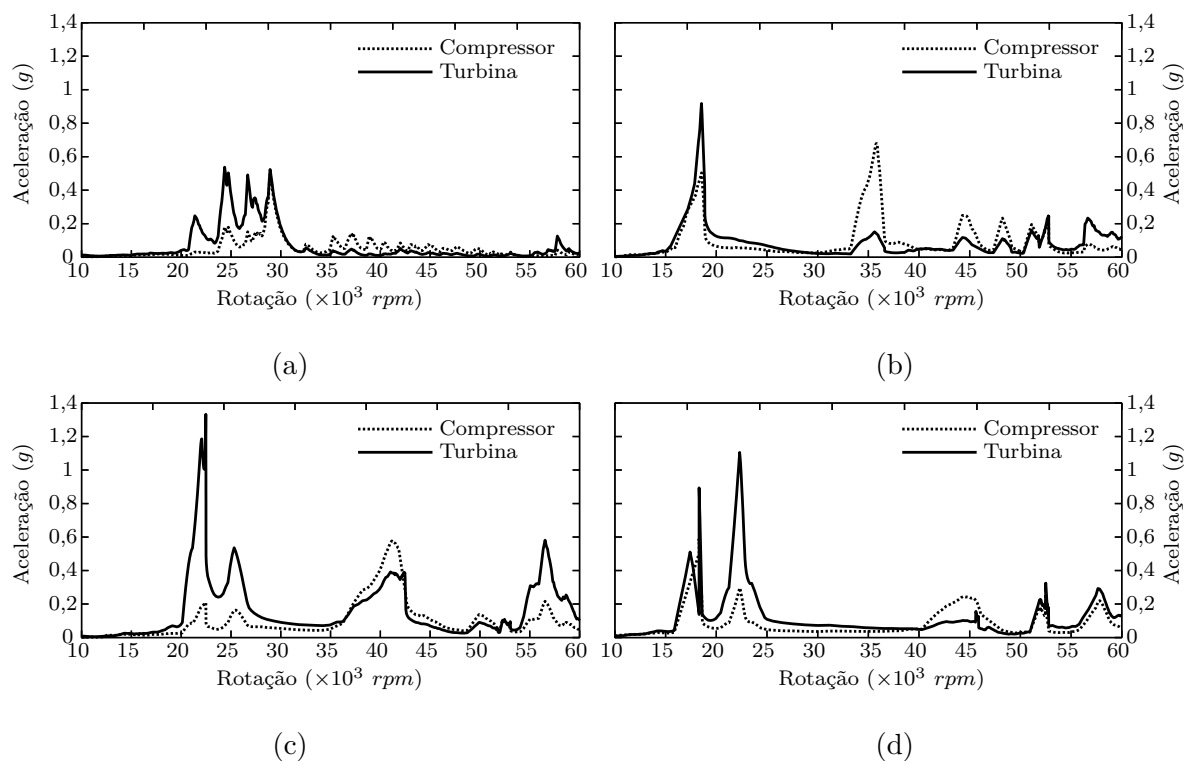 1,4
1,2
1
0,8
0,6
0,4
0,2
0
Aceleração (g)
Compressor
Turbina
10 15 20 25 30 35 40 45 50 55 60
Rotação (×10³ rpm)
(a)
Compressor
Turbina
1,4
1,2
1
0,8
0,6
0,4
0,2
0
Aceleração (g)
10 15 20 25 30 35 40 45 50 55 60
Rotação (×10³ rpm)
(b)
1,4
1,2
1
0,8
0,6
0,4
0,2
0
Aceleração (g)
Compressor
Turbina
10 15 20 25 30 35 40 45 50 55 60
Rotação (×10³ rpm)
(c)
Compressor
Turbina
1,4
1,2
1
0,8
0,6
0,4
0,2
0
Aceleração (g)
10 15 20 25 30 35 40 45 50 55 60
Rotação (×10³ rpm)
(d)